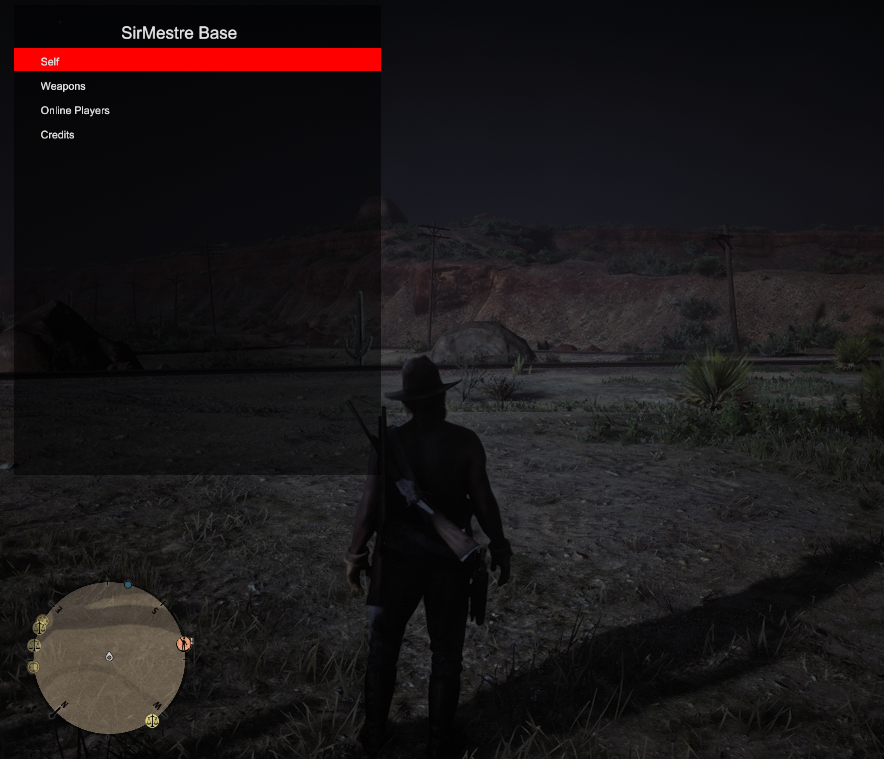 SirMestre Base
Self
Weapons
Online Players
Credits
S
N
W